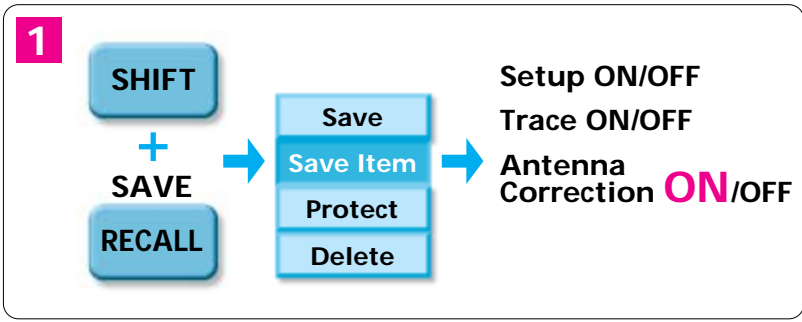 1
SHIFT
+
SAVE
RECALL
Save
Save Item
Protect
Delete
Setup ON/OFF
Trace ON/OFF
Antenna
Correction ON/OFF